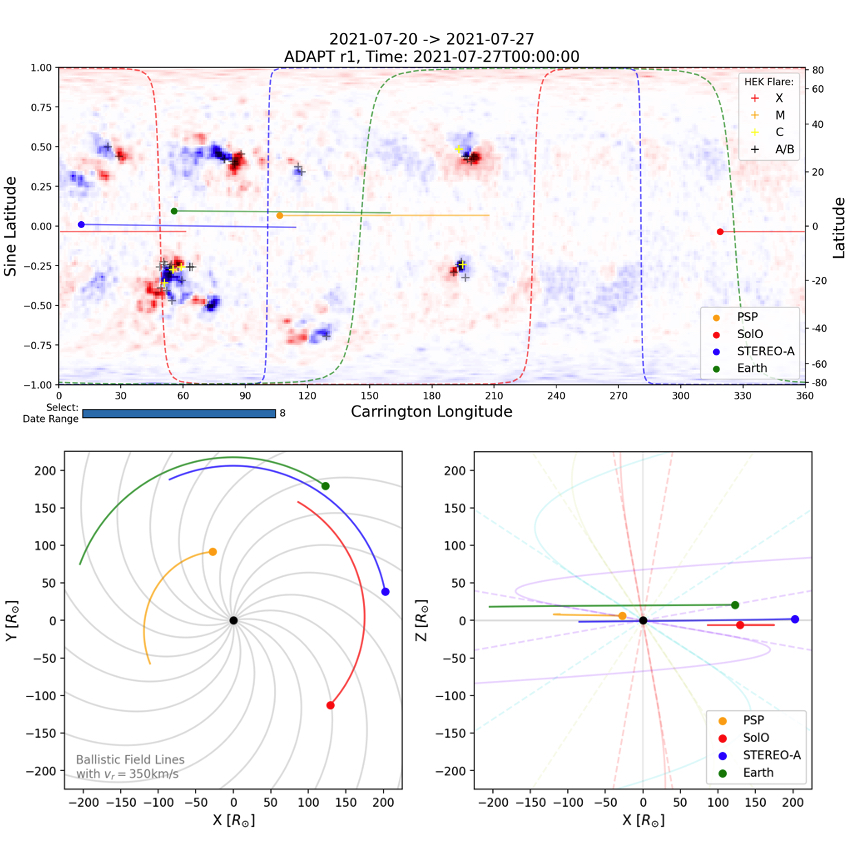 2021-07-20 -> 2021-07-27
ADAPT r1, Time: 2021-07-27T00:00:00
HEK Flare:
X
M
C
A/B
Sine Latitude
1.00
0.75
0.50
0.25
0.00
−0.25
−0.50
−0.75
−1.00
80
60
40
20
0
−20
−40
−60
−80
Latitude
PSP
SolO
STEREO-A
Earth
0 30 60 90 120 150 180 210 240 270 300 330 360
Carrington Longitude
Select:
Date Range
8
Y [R⊙]
200
150
100
50
0
−50
−100
−150
−200
Ballistic Field Lines
with vᵣ = 350km/s
−200 −150 −100 −50 0 50 100 150 200
X [R⊙]
Z [R⊙]
200
150
100
50
0
−50
−100
−150
−200
PSP
SolO
STEREO-A
Earth
−200 −150 −100 −50 0 50 100 150 200
X [R⊙]